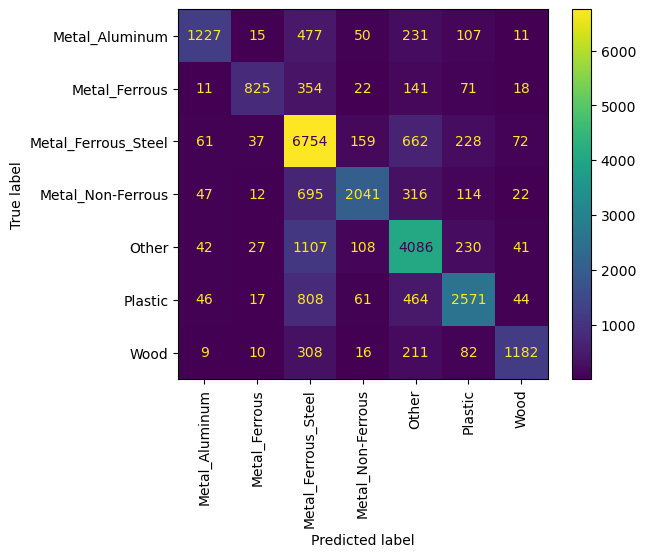 Metal_Aluminum 1227 15 477 50 231 107 11
Metal_Ferrous 11 825 354 22 141 71 18
Metal_Ferrous_Steel 61 37 6754 159 662 228 72
Metal_Non-Ferrous 47 12 695 2041 316 114 22
Other 42 27 1107 108 4086 230 41
Plastic 46 17 808 61 464 2571 44
Wood 9 10 308 16 211 82 1182
True label
Metal_Aluminum
Metal_Ferrous
Metal_Ferrous_Steel
Metal_Non-Ferrous
Other
Plastic
Wood
Predicted label
6000
5000
4000
3000
2000
1000